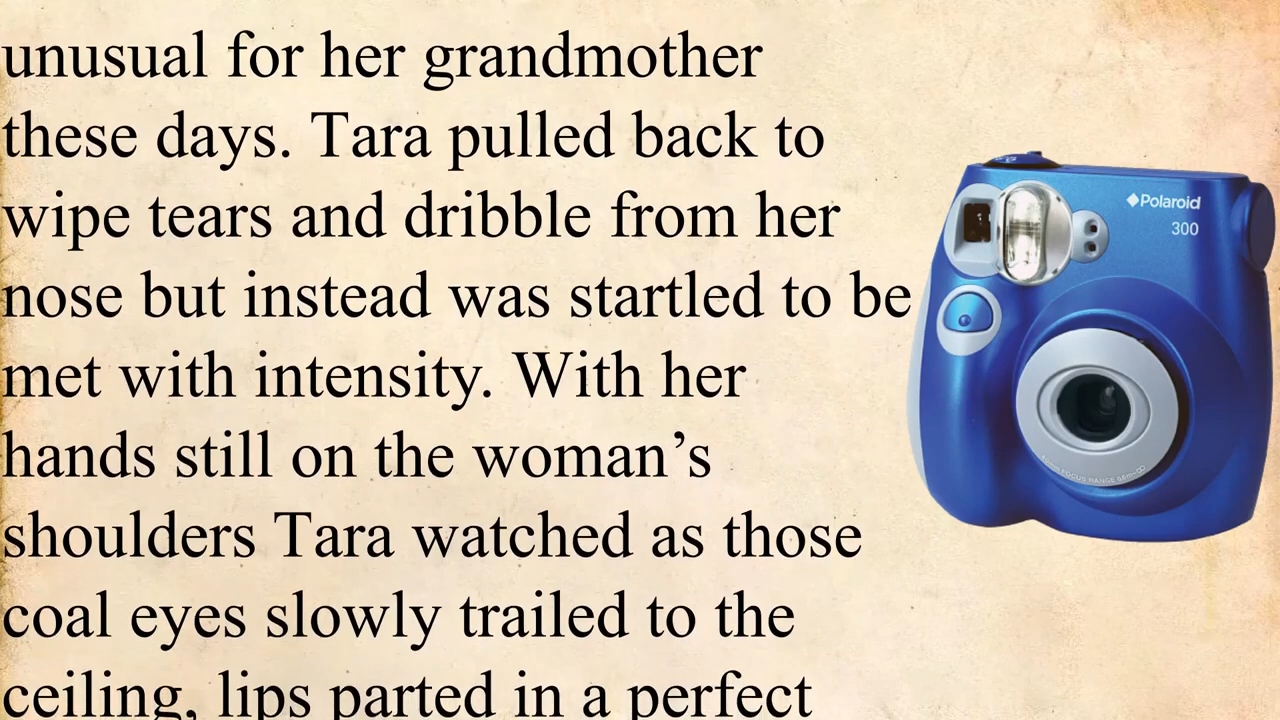 unusual for her grandmother
these days. Tara pulled back to
wipe tears and dribble from her
nose but instead was startled to be
met with intensity. With her
hands still on the woman’s
shoulders Tara watched as those
coal eyes slowly trailed to the
ceiling, lips parted in a perfect
Polaroid
300
FOCUS RANGE